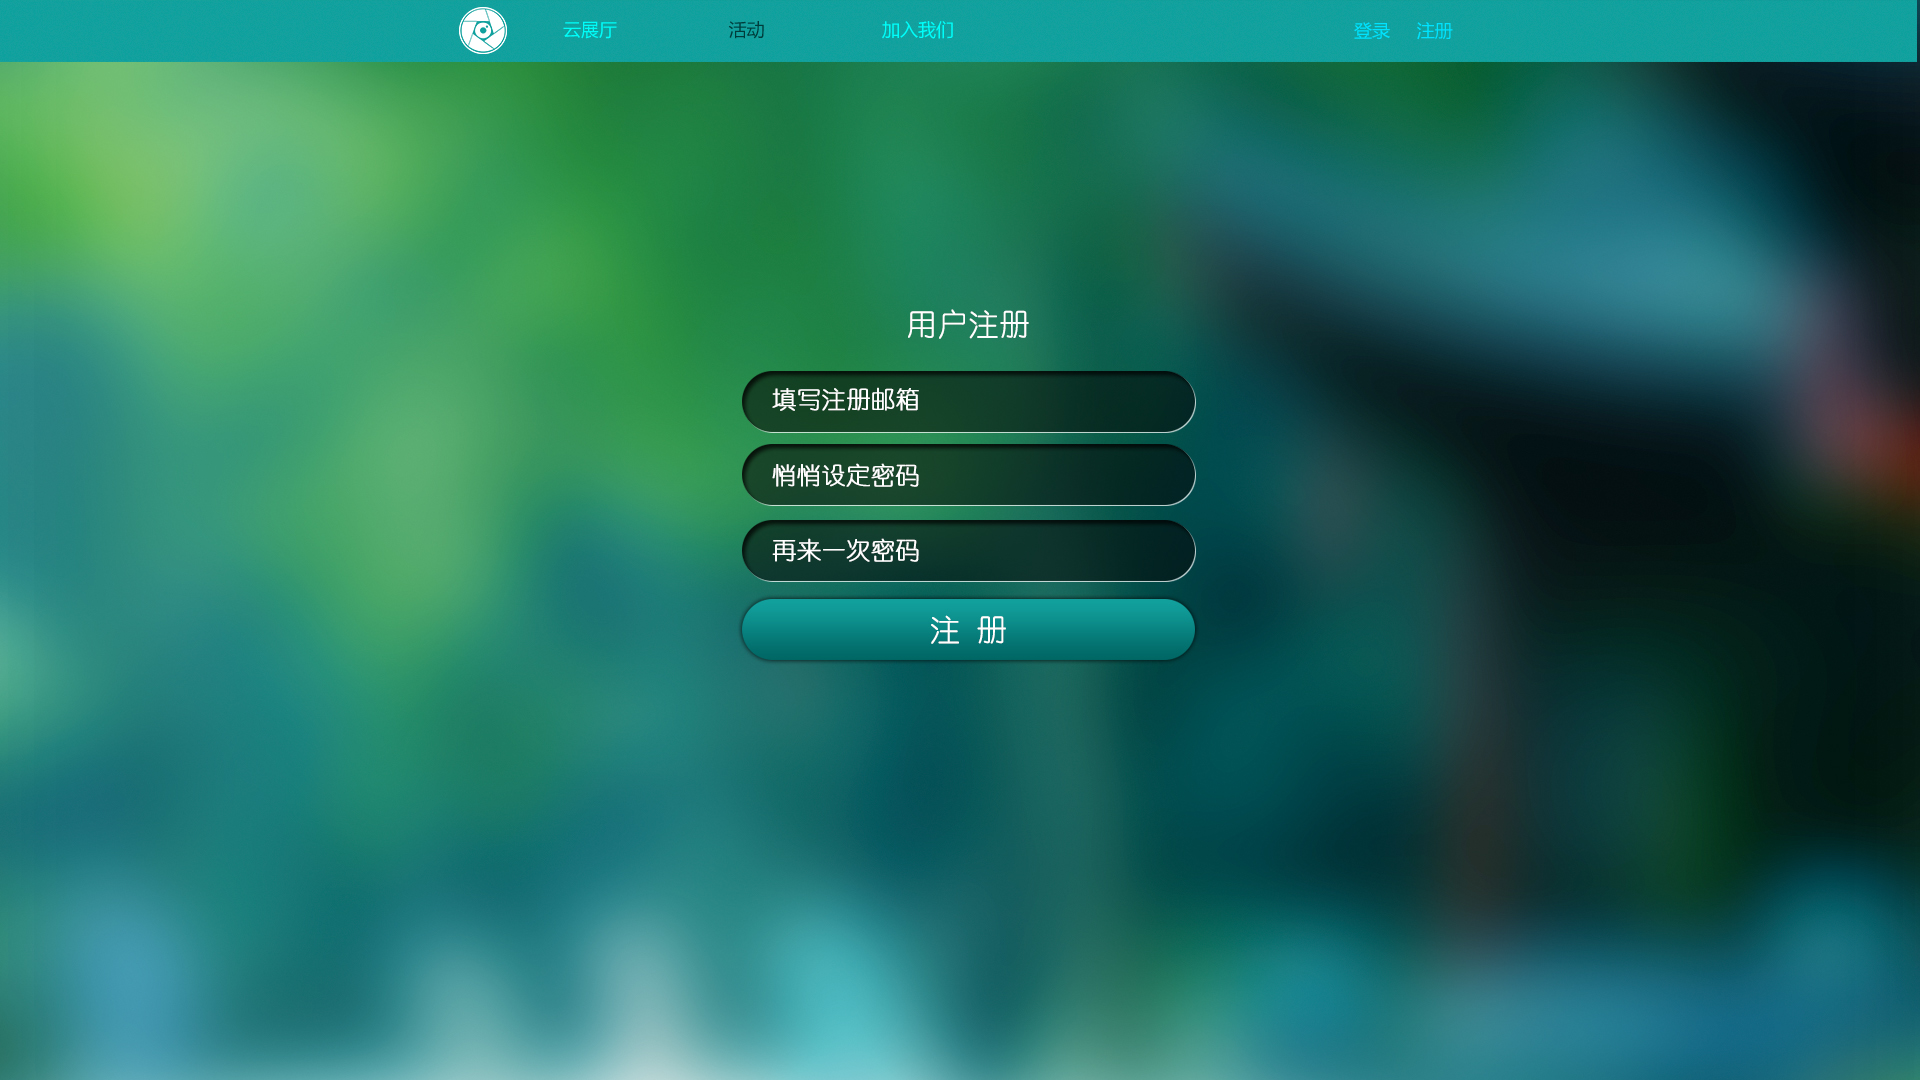 云展厅 活动 加入我们 登录 注册
用户注册
填写注册邮箱
悄悄设定密码
再来一次密码
注 册